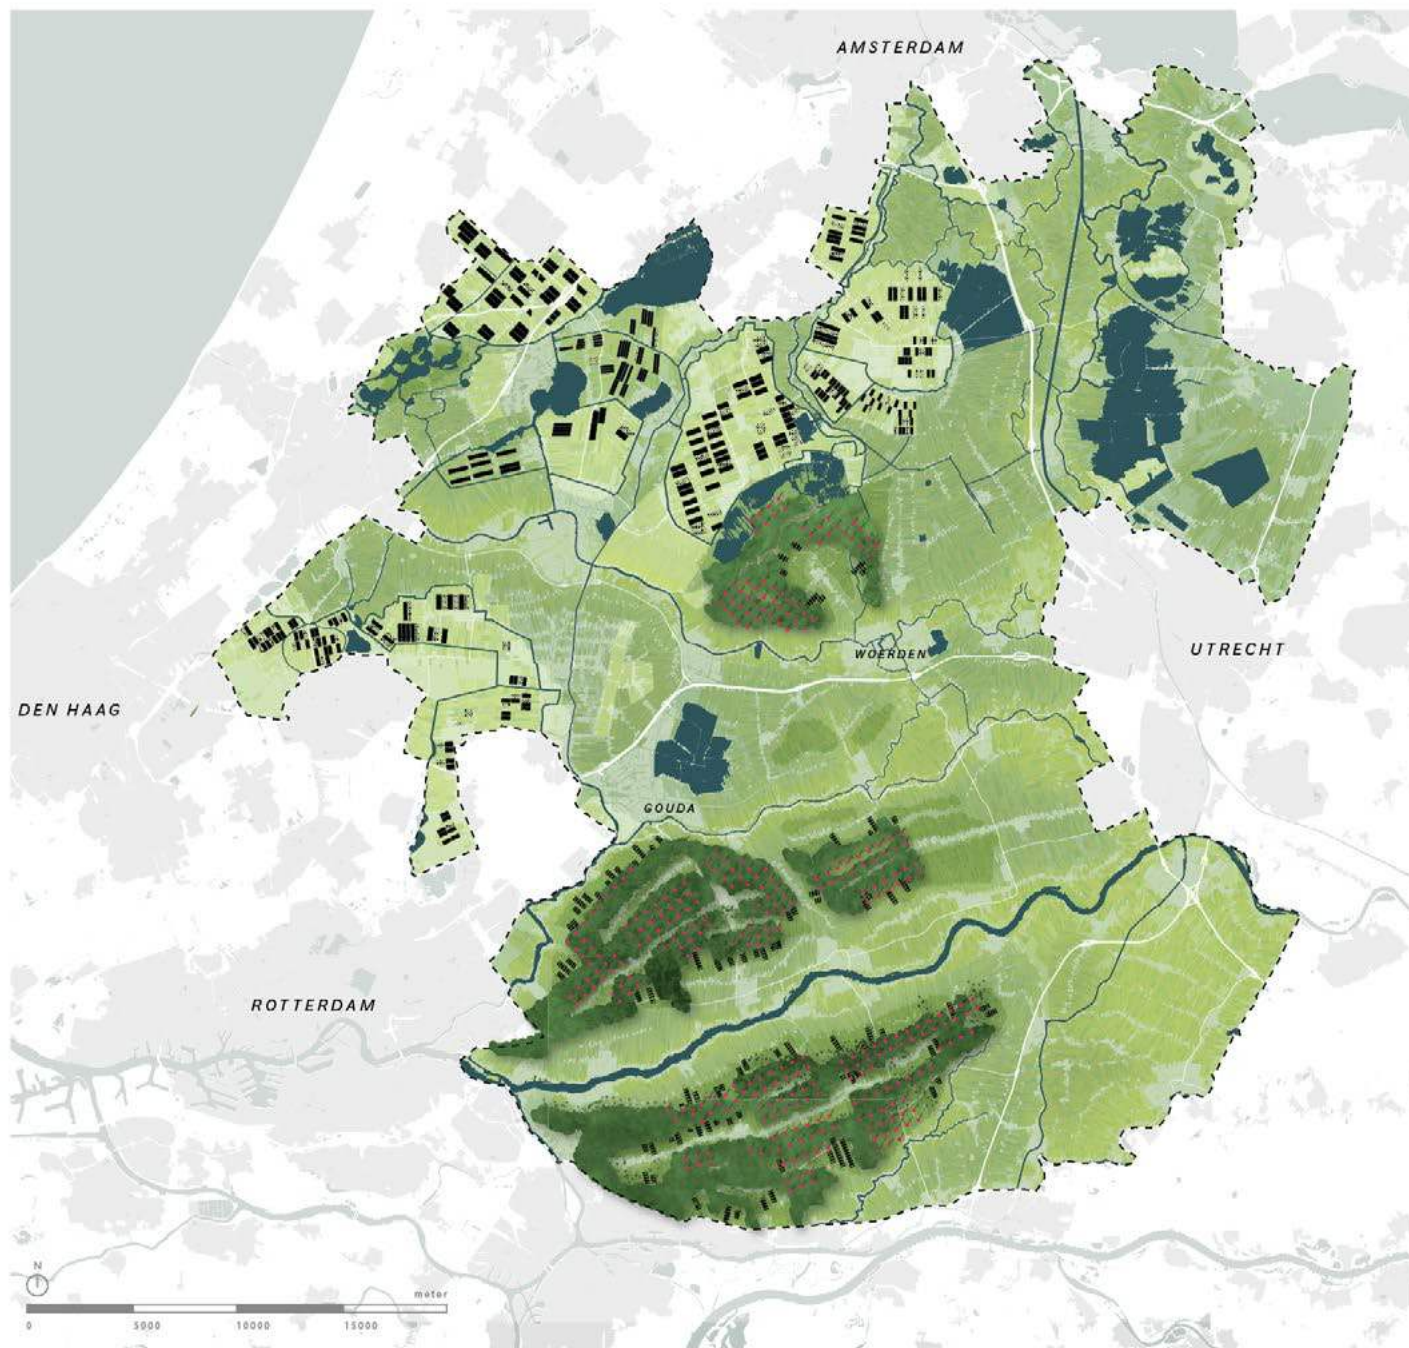 AMSTERDAM
UTRECHT
WOERDEN
DEN HAAG
GOUDA
ROTTERDAM
N
meter
0 5000 10000 15000